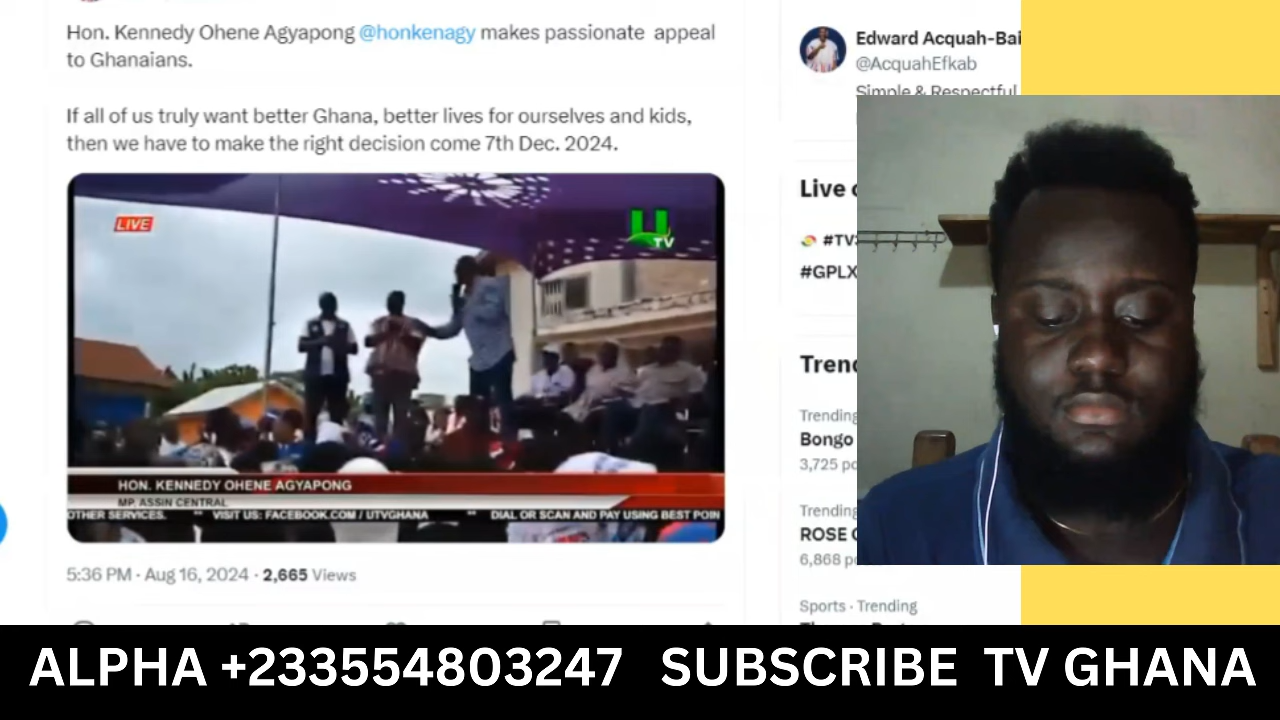 Hon. Kennedy Ohene Agyapong @honkenagy makes passionate appeal
to Ghanaians.
If all of us truly want better Ghana, better lives for ourselves and kids,
then we have to make the right decision come 7th Dec. 2024.
LIVE
U
TV
HON. KENNEDY OHENE AGYAPONG
MP, ASSIN CENTRAL
OTHER SERVICES. ** VISIT US: FACEBOOK.COM / UTVGHANA ** DIAL OR SCAN AND PAY USING BEST POIN
5:36 PM · Aug 16, 2024 · 2,665 Views
Edward Acquah-Bai
@AcquahEfkab
Simple & Respectful
Live
#TV3
#GPLX
Trend
Trending
Bongo
3,725 po
Trending
ROSE
6,868 po
Sports · Trending
ALPHA +233554803247 SUBSCRIBE TV GHANA